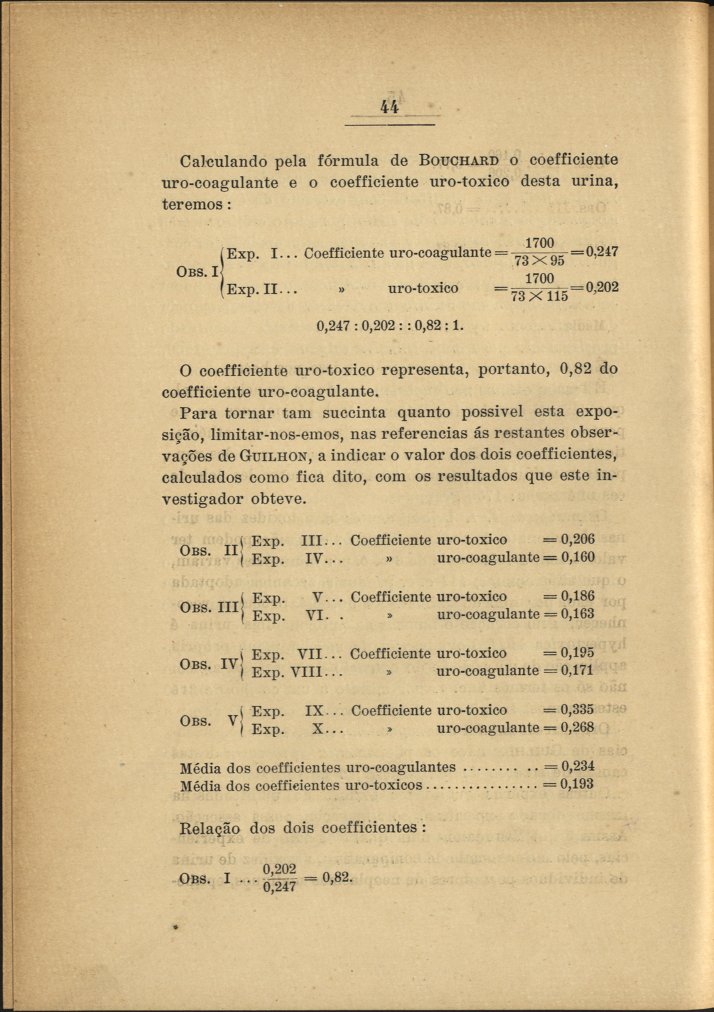 44
Calculando pela fórmula de BOUCHARD o coefficiente
uro-coagulante e o coefficiente uro-toxico desta urina,
teremos:
OBS. I { Exp. I... Coefficiente uro-coagulante = 1700 / 73 × 95 = 0,247
Exp. II... » uro-toxico = 1700 / 73 × 115 = 0,202
0,247 : 0,202 : : 0,82 : 1.
O coefficiente uro-toxico representa, portanto, 0,82 do
coefficiente uro-coagulante.
Para tornar tam succinta quanto possivel esta expo-
sição, limitar-nos-emos, nas referencias ás restantes obser-
vações de GUILHON, a indicar o valor dos dois coefficientes,
calculados como fica dito, com os resultados que este in-
vestigador obteve.
OBS. II { Exp. III... Coefficiente uro-toxico = 0,206
Exp. IV... » uro-coagulante = 0,160
OBS. III { Exp. V... Coefficiente uro-toxico = 0,186
Exp. VI. . » uro-coagulante = 0,163
OBS. IV { Exp. VII... Coefficiente uro-toxico = 0,195
Exp. VIII... » uro-coagulante = 0,171
OBS. V { Exp. IX... Coefficiente uro-toxico = 0,335
Exp. X... » uro-coagulante = 0,268
Média dos coefficientes uro-coagulantes ........ .. = 0,234
Média dos coefficientes uro-toxicos................ = 0,193
Relação dos dois coefficientes:
OBS. I ... 0,202 / 0,247 = 0,82.